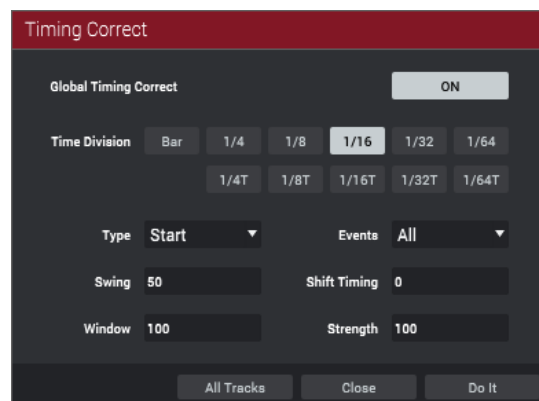 Timing Correct
Global Timing Correct ON
Time Division Bar 1/4 1/8 1/16 1/32 1/64
1/4T 1/8T 1/16T 1/32T 1/64T
Type Start Events All
Swing 50 Shift Timing 0
Window 100 Strength 100
All Tracks Close Do It